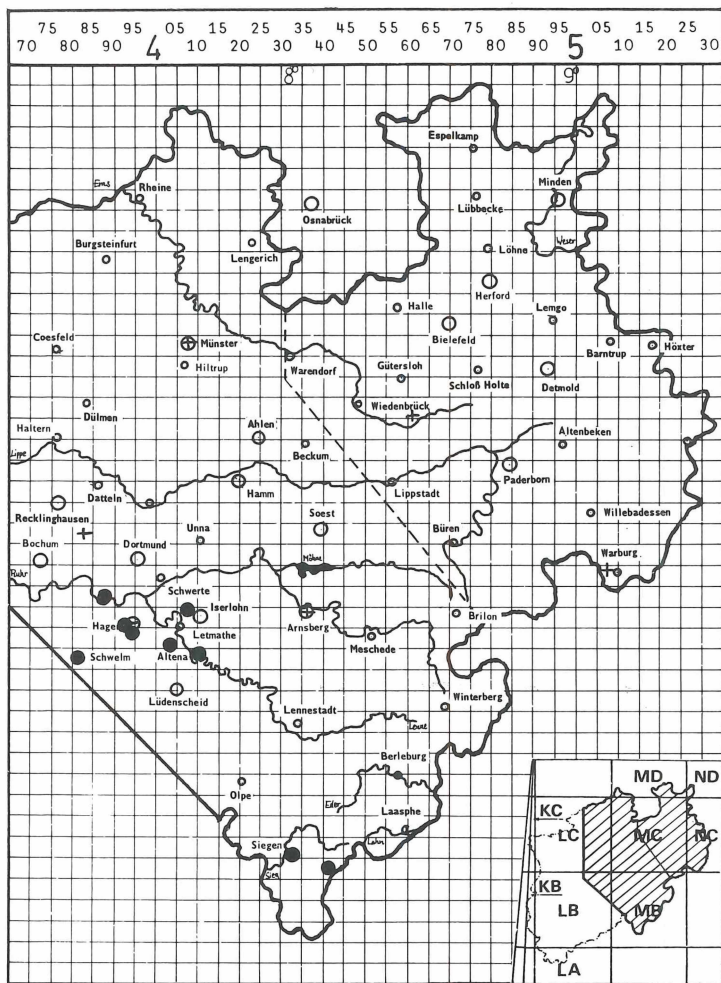 75 85 95 4 05 15 25 35 45 55 65 75 85 95 5 05 15 25
70 80 90 10 20 30 40 50 60 70 80 90 10 20 30
8° 9°
Espelkamp
Ems Rheine
Minden
Osnabrück
Lübbecke
Weser
Lengerich
Löhne
Burgsteinfurt
Herford
Halle
Lemgo
Bielefeld
Coesfeld
Münster
Barntrup Höxter
Hiltrup
Warendorf
Gütersloh
Schloß Holte
Detmold
Dülmen
Wiedenbrück
Haltern
Ahlen
Altenbeken
Beckum
Lippe
Paderborn
Datteln
Hamm
Lippstadt
Recklinghausen
Soest
Willebadessen
Unna
Büren
Bochum
Dortmund
Möhne
Warburg
Ruhr
Schwerte
Iserlohn
Hage
Letmathe
Arnsberg
Brilon
Meschede
Schwelm
Altena
Lüdenscheid
Winterberg
Lennestadt
Lenne
Berleburg
Olpe
Eder
Laasphe
Siegen
Lahn
Sieg
MD ND
KC
LC MC NC
KB
LB MB
LA